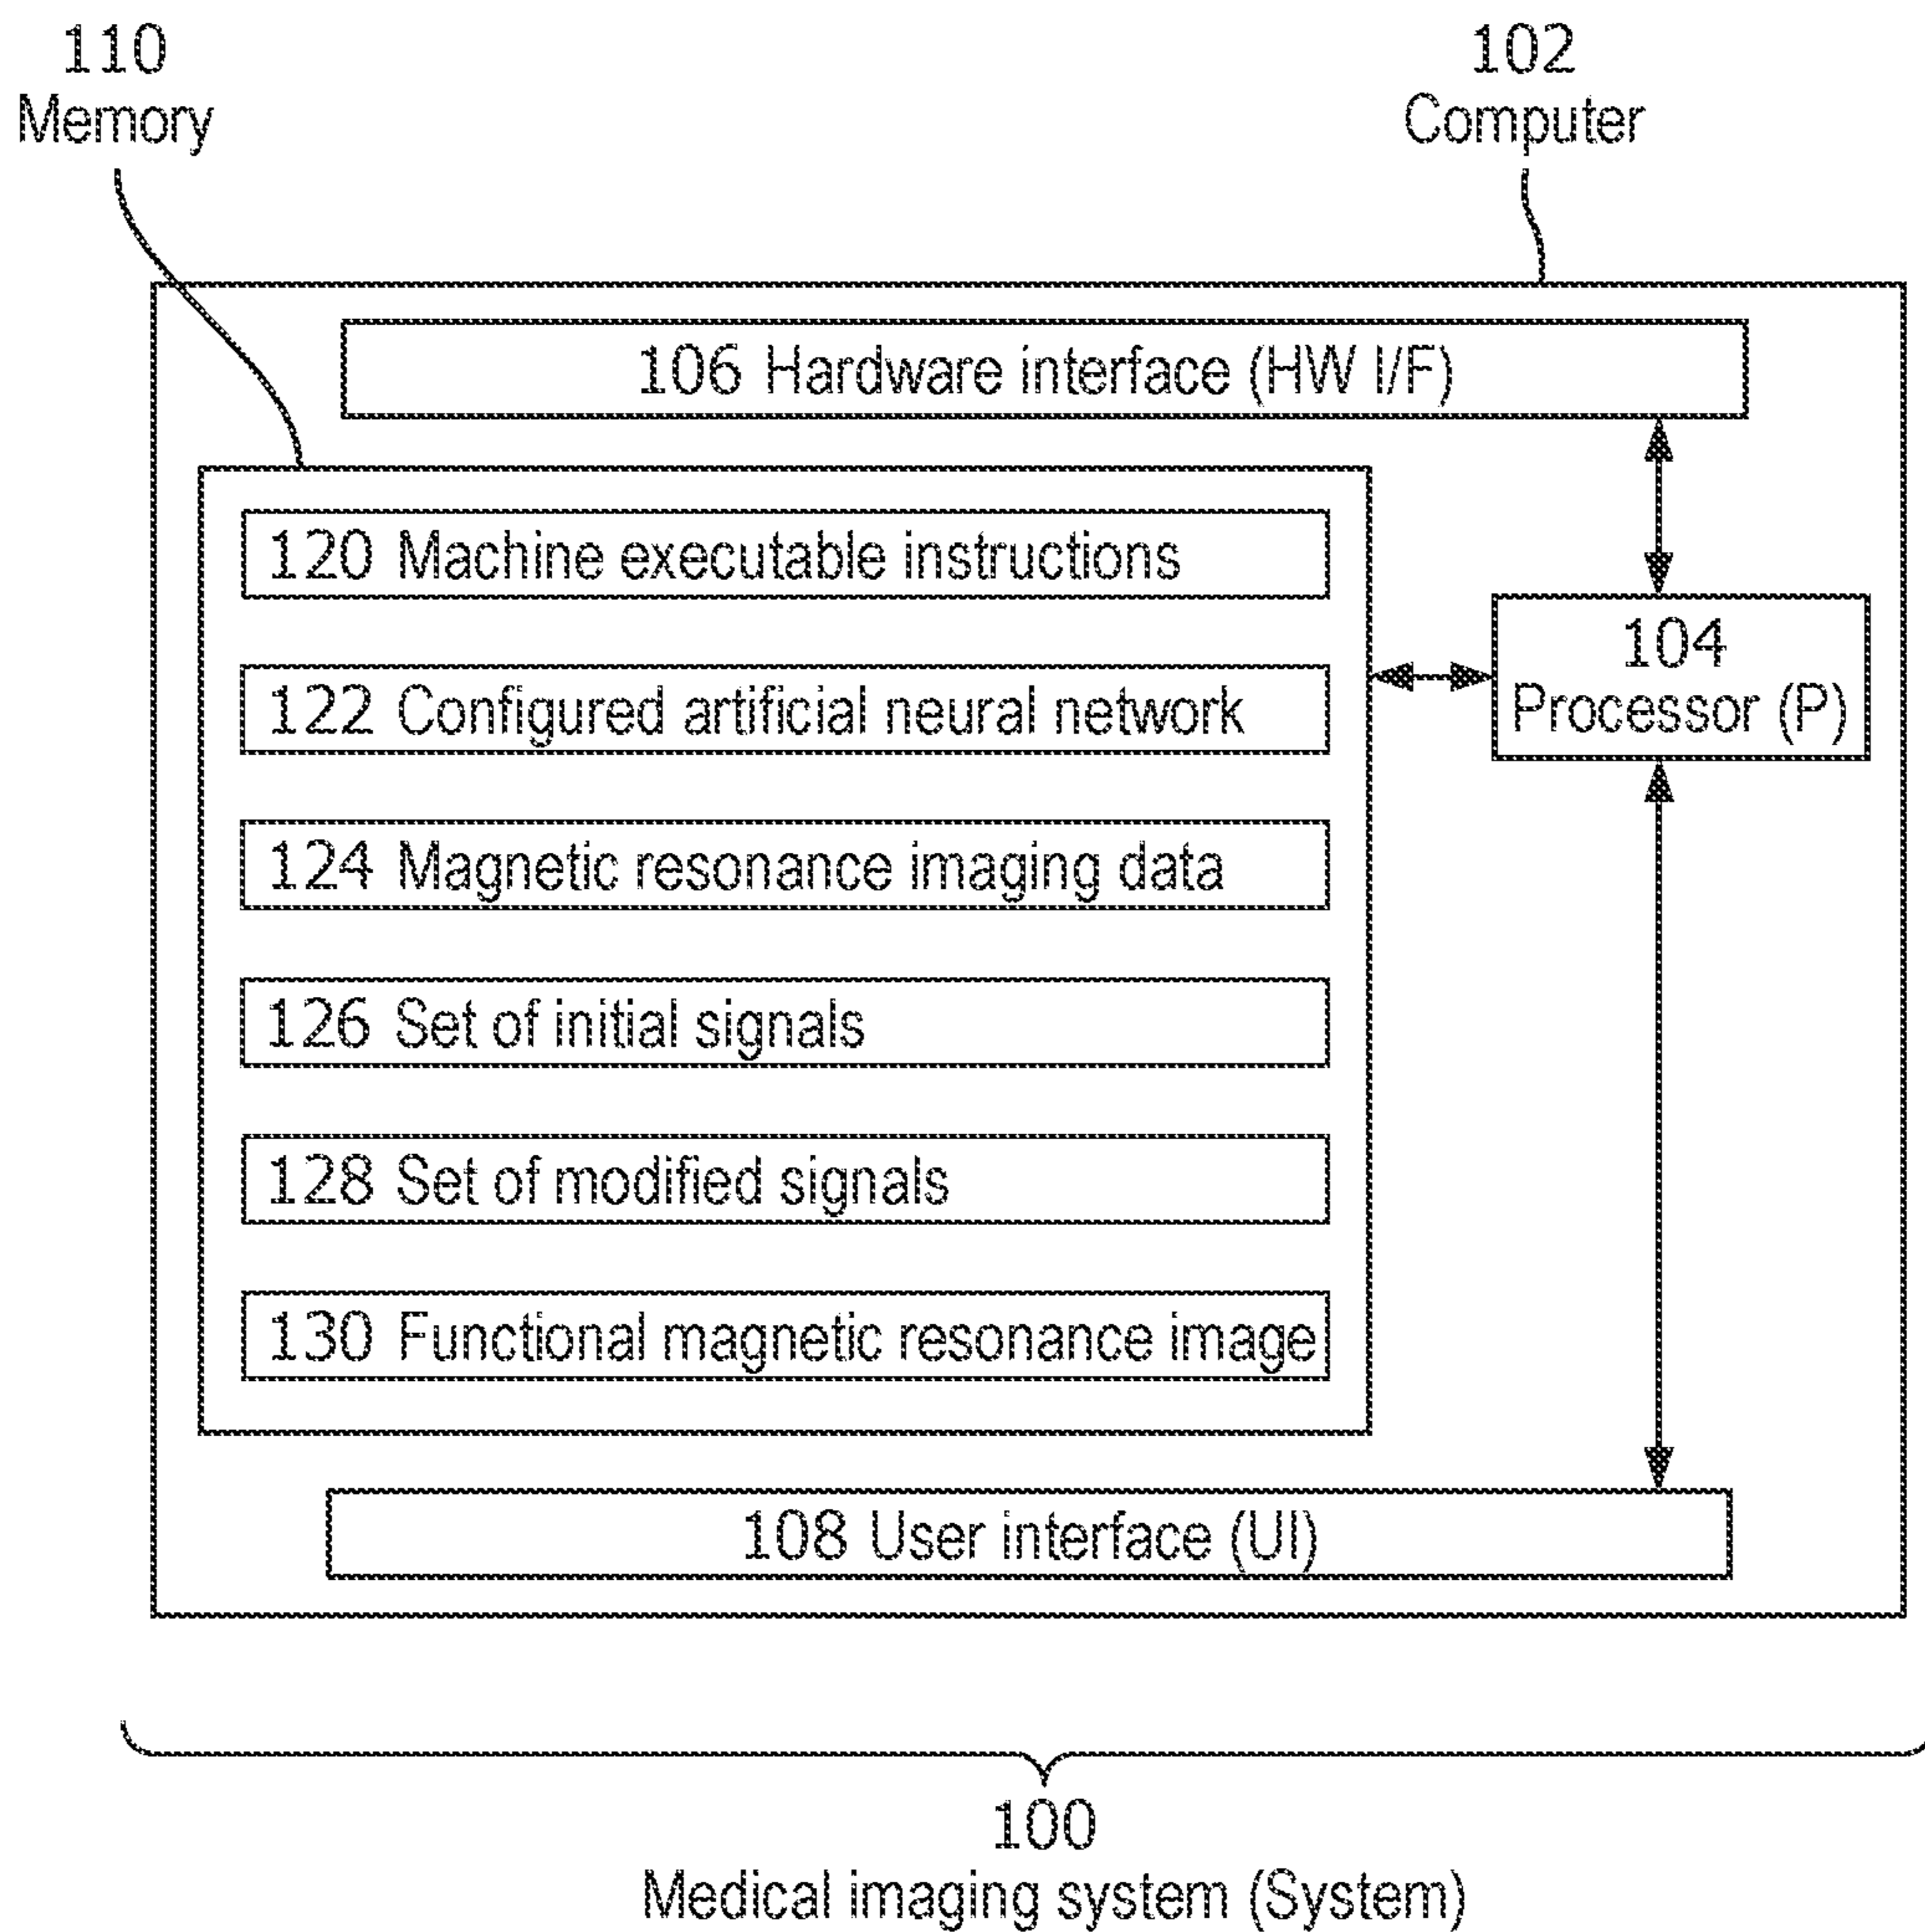 110
Memory
102
Computer
106 Hardware interface (HW I/F)
120 Machine executable instructions
104
Processor (P)
122 Configured artificial neural network
124 Magnetic resonance imaging data
126 Set of initial signals
128 Set of modified signals
130 Functional magnetic resonance image
108 User interface (UI)
100
Medical imaging system (System)